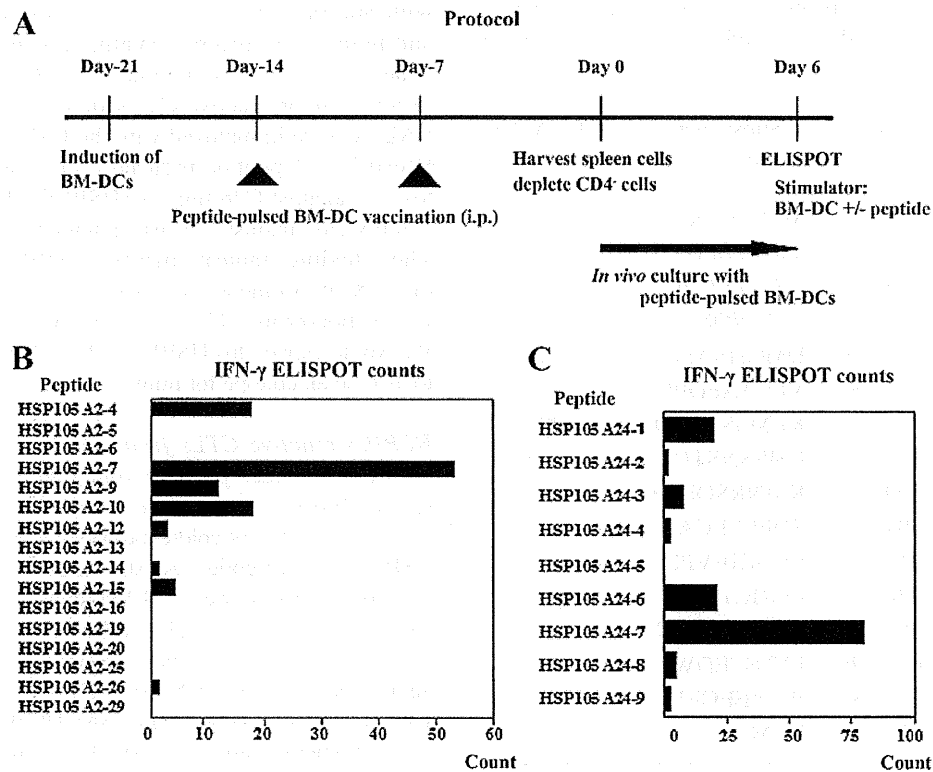 A
Protocol
Day-21 Day-14 Day-7 Day 0 Day 6
Induction of
BM-DCs
Peptide-pulsed BM-DC vaccination (i.p.)
Harvest spleen cells
deplete CD4- cells
ELISPOT
Stimulator:
BM-DC +/- peptide
In vivo culture with
peptide-pulsed BM-DCs
B
IFN-γ ELISPOT counts
Peptide
HSP105 A2-4
HSP105 A2-5
HSP105 A2-6
HSP105 A2-7
HSP105 A2-9
HSP105 A2-10
HSP105 A2-12
HSP105 A2-13
HSP105 A2-14
HSP105 A2-15
HSP105 A2-16
HSP105 A2-19
HSP105 A2-20
HSP105 A2-25
HSP105 A2-26
HSP105 A2-29
0 10 20 30 40 50 60
Count
C
IFN-γ ELISPOT counts
Peptide
HSP105 A24-1
HSP105 A24-2
HSP105 A24-3
HSP105 A24-4
HSP105 A24-5
HSP105 A24-6
HSP105 A24-7
HSP105 A24-8
HSP105 A24-9
0 25 50 75 100
Count